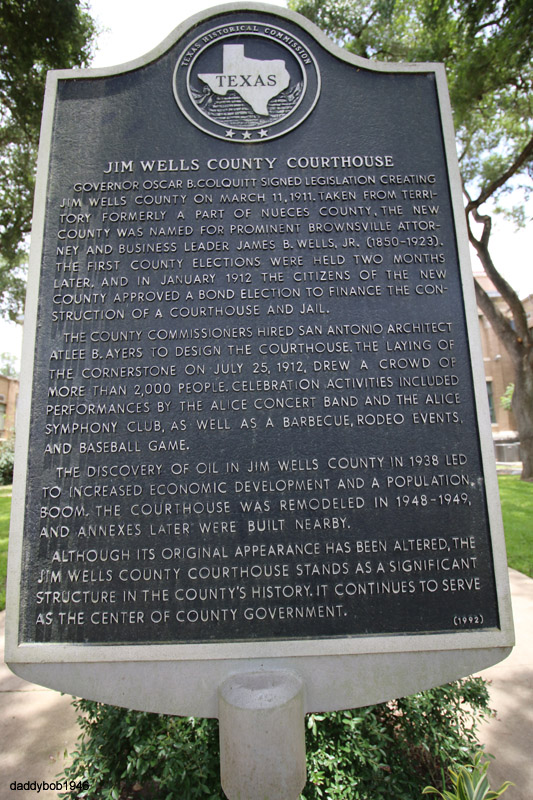 TEXAS HISTORICAL COMMISSION
TEXAS
JIM WELLS COUNTY COURTHOUSE
GOVERNOR OSCAR B. COLQUITT SIGNED LEGISLATION CREATING
JIM WELLS COUNTY ON MARCH 11, 1911. TAKEN FROM TERRI-
TORY FORMERLY A PART OF NUECES COUNTY, THE NEW
COUNTY WAS NAMED FOR PROMINENT BROWNSVILLE ATTOR-
NEY AND BUSINESS LEADER JAMES B. WELLS, JR. (1850-1923).
THE FIRST COUNTY ELECTIONS WERE HELD TWO MONTHS
LATER, AND IN JANUARY 1912 THE CITIZENS OF THE NEW
COUNTY APPROVED A BOND ELECTION TO FINANCE THE CON-
STRUCTION OF A COURTHOUSE AND JAIL.
THE COUNTY COMMISSIONERS HIRED SAN ANTONIO ARCHITECT
ATLEE B. AYERS TO DESIGN THE COURTHOUSE. THE LAYING OF
THE CORNERSTONE ON JULY 25, 1912, DREW A CROWD OF
MORE THAN 2,000 PEOPLE. CELEBRATION ACTIVITIES INCLUDED
PERFORMANCES BY THE ALICE CONCERT BAND AND THE ALICE
SYMPHONY CLUB, AS WELL AS A BARBECUE, RODEO EVENTS,
AND BASEBALL GAME.
THE DISCOVERY OF OIL IN JIM WELLS COUNTY IN 1938 LED
TO INCREASED ECONOMIC DEVELOPMENT AND A POPULATION
BOOM. THE COURTHOUSE WAS REMODELED IN 1948-1949,
AND ANNEXES LATER WERE BUILT NEARBY.
ALTHOUGH ITS ORIGINAL APPEARANCE HAS BEEN ALTERED, THE
JIM WELLS COUNTY COURTHOUSE STANDS AS A SIGNIFICANT
STRUCTURE IN THE COUNTY'S HISTORY. IT CONTINUES TO SERVE
AS THE CENTER OF COUNTY GOVERNMENT.
(1992)
daddybob1946